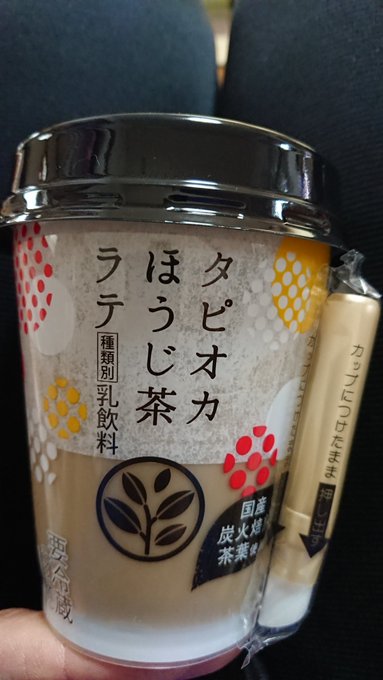 タピオカ
ほうじ茶
ラテ
種類別
乳飲料
国産
炭火焙
茶葉使
要冷蔵
カップにつけたまま
押し出す